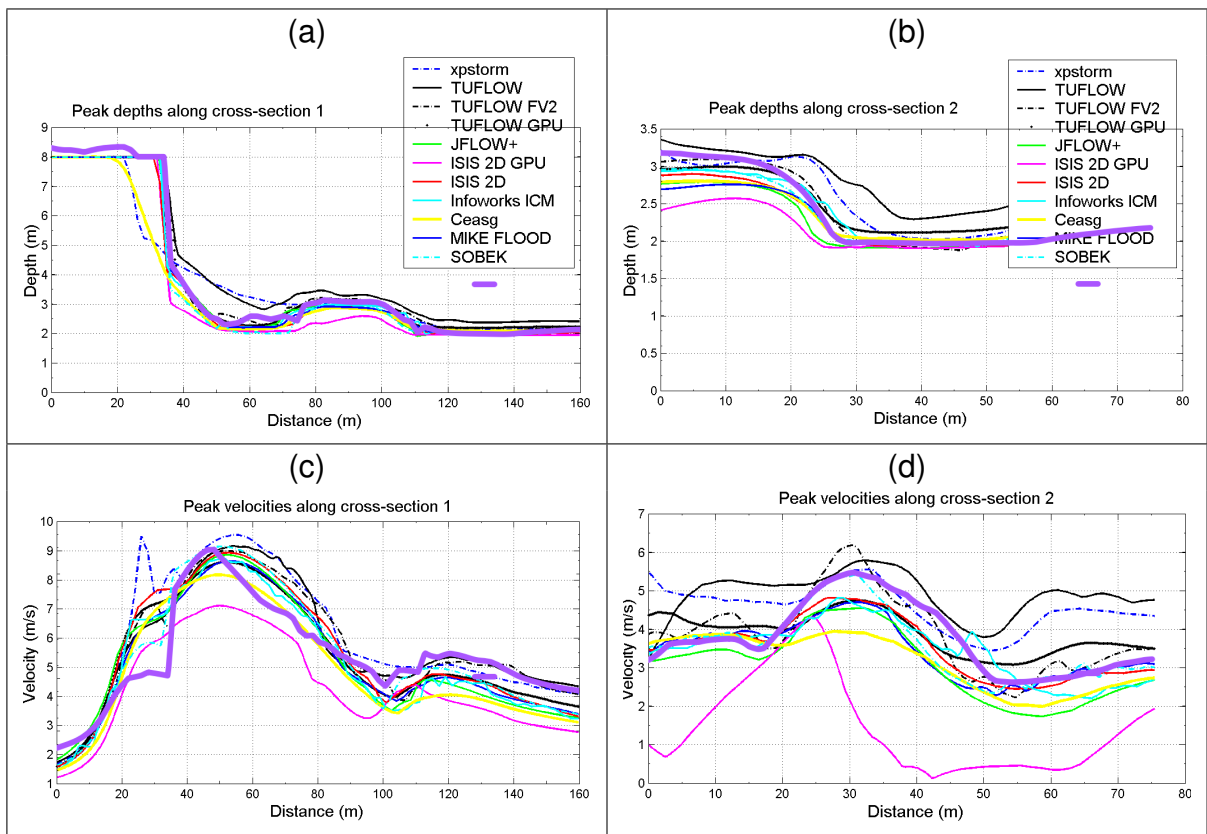 (a)
xpstorm
TUFLOW
TUFLOW FV2
TUFLOW GPU
JFLOW+
ISIS 2D GPU
ISIS 2D
Infoworks ICM
Ceasg
MIKE FLOOD
SOBEK
Peak depths along cross-section 1
Depth (m)
9
8
7
6
5
4
3
2
1
0
0 20 40 60 80 100 120 140 160
Distance (m)
(b)
xpstorm
TUFLOW
TUFLOW FV2
TUFLOW GPU
JFLOW+
ISIS 2D GPU
ISIS 2D
Infoworks ICM
Ceasg
MIKE FLOOD
SOBEK
Peak depths along cross-section 2
Depth (m)
3.5
3
2.5
2
1.5
1
0.5
0
0 10 20 30 40 50 60 70 80
Distance (m)
(c)
Peak velocities along cross-section 1
Velocity (m/s)
10
9
8
7
6
5
4
3
2
1
0 20 40 60 80 100 120 140 160
Distance (m)
(d)
Peak velocities along cross-section 2
Velocity (m/s)
7
6
5
4
3
2
1
0
0 10 20 30 40 50 60 70 80
Distance (m)